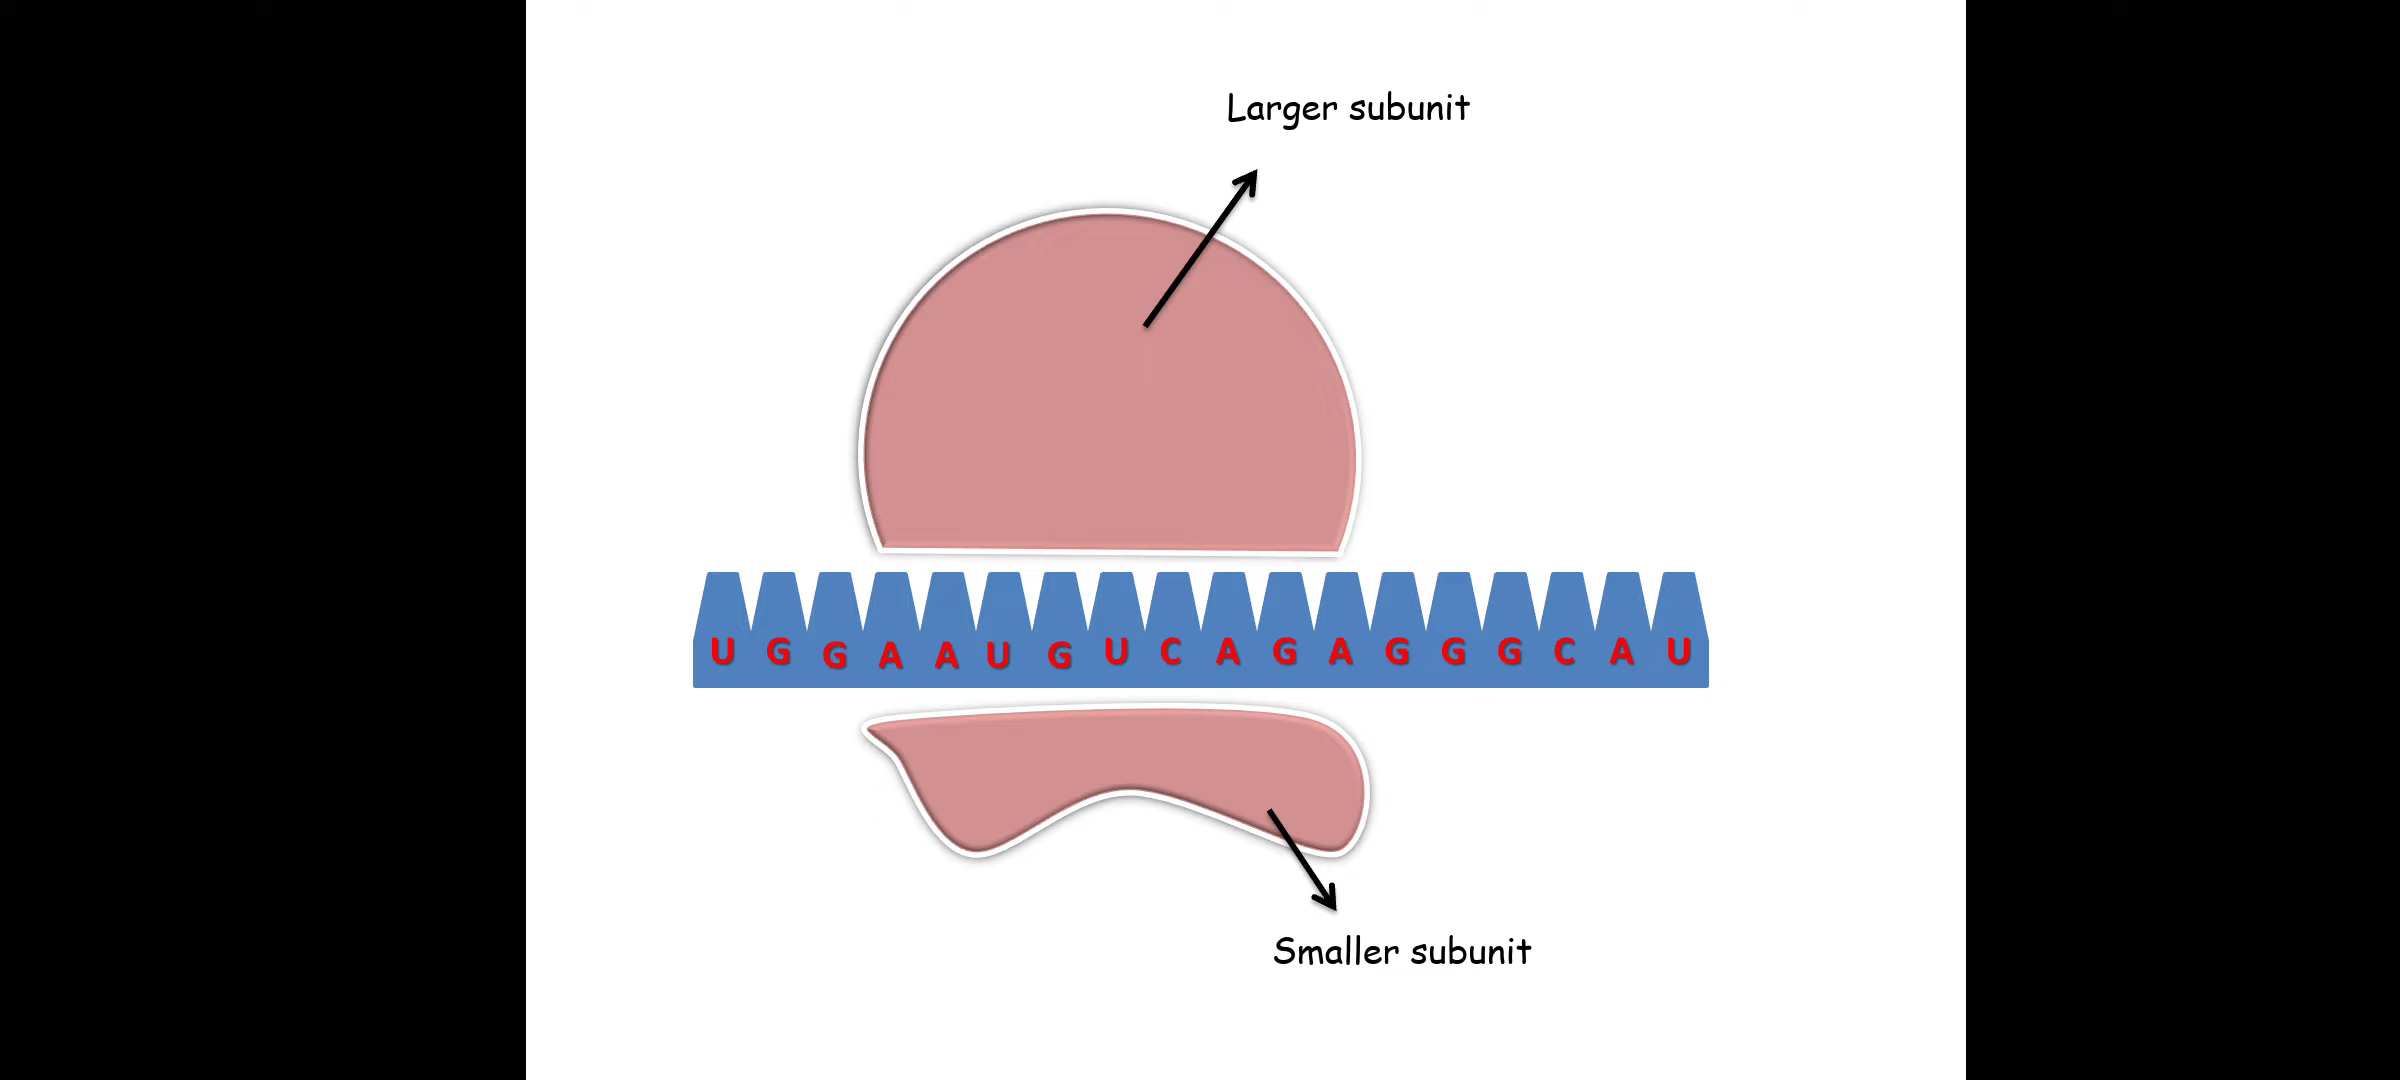 Larger subunit
U G G A A U G U C A G A G G G C A U
Smaller subunit